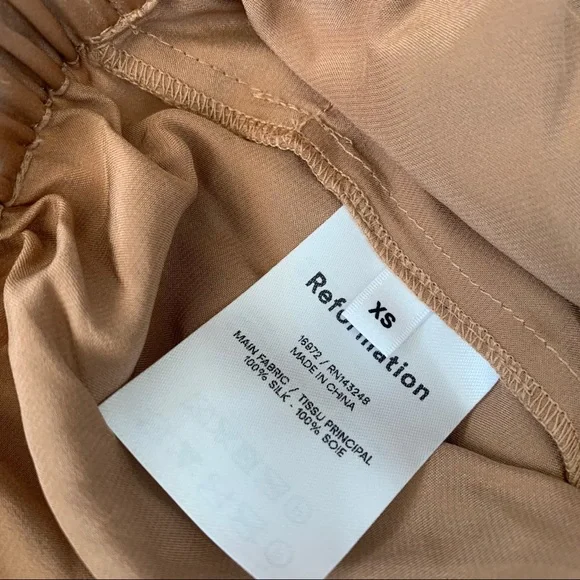 XS
Reformation
16972 / RN143248
MADE IN CHINA
MAIN FABRIC / TISSU PRINCIPAL
100% SILK - 100% SOIE